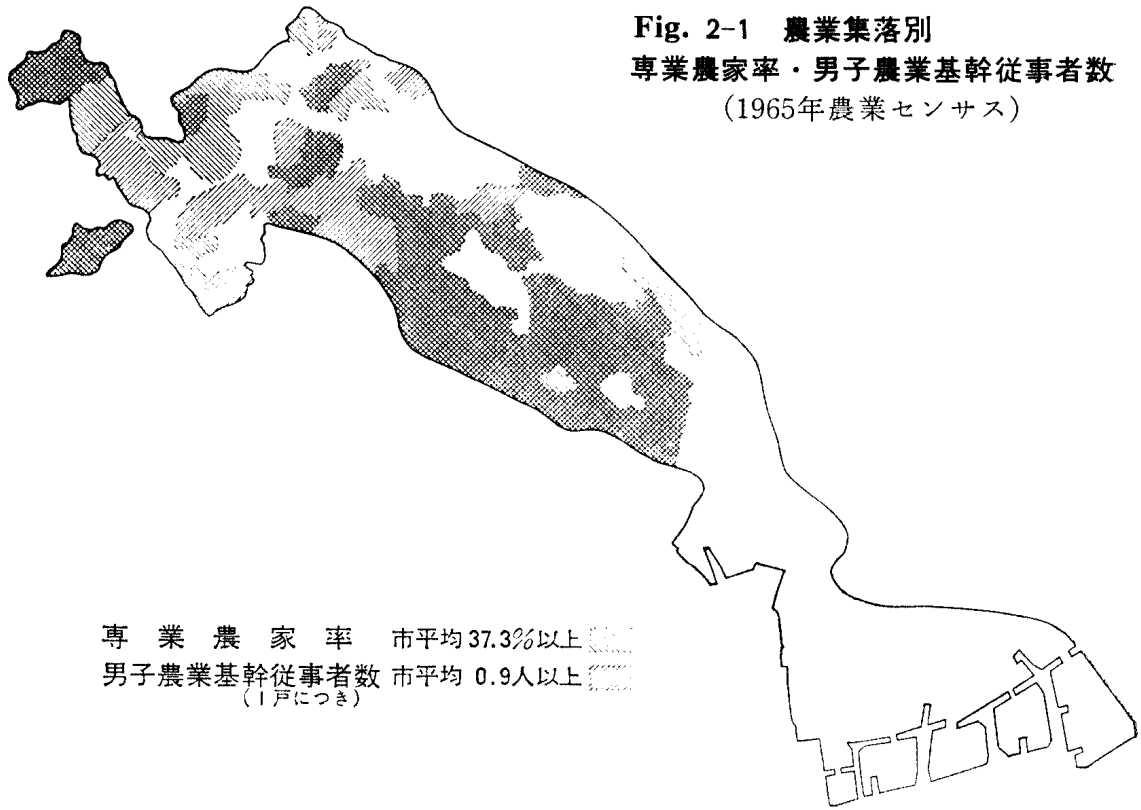 Fig. 2-1 農業集落別
専業農家率・男子農業基幹従事者数
(1965年農業センサス)
専業農家率 市平均37.3%以上
男子農業基幹従事者数 市平均 0.9人以上
(1戸につき)